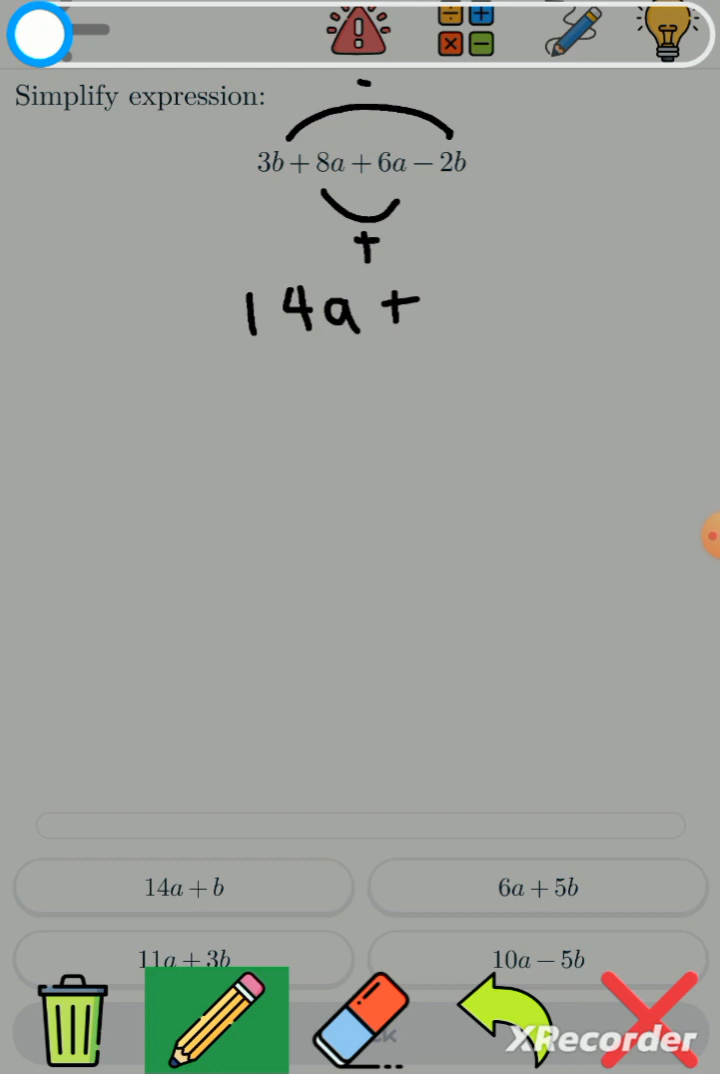 Simplify expression:
-
3b + 8a + 6a − 2b
+
14a +
14a + b
6a + 5b
11a + 3b
10a − 5b
XRecorder